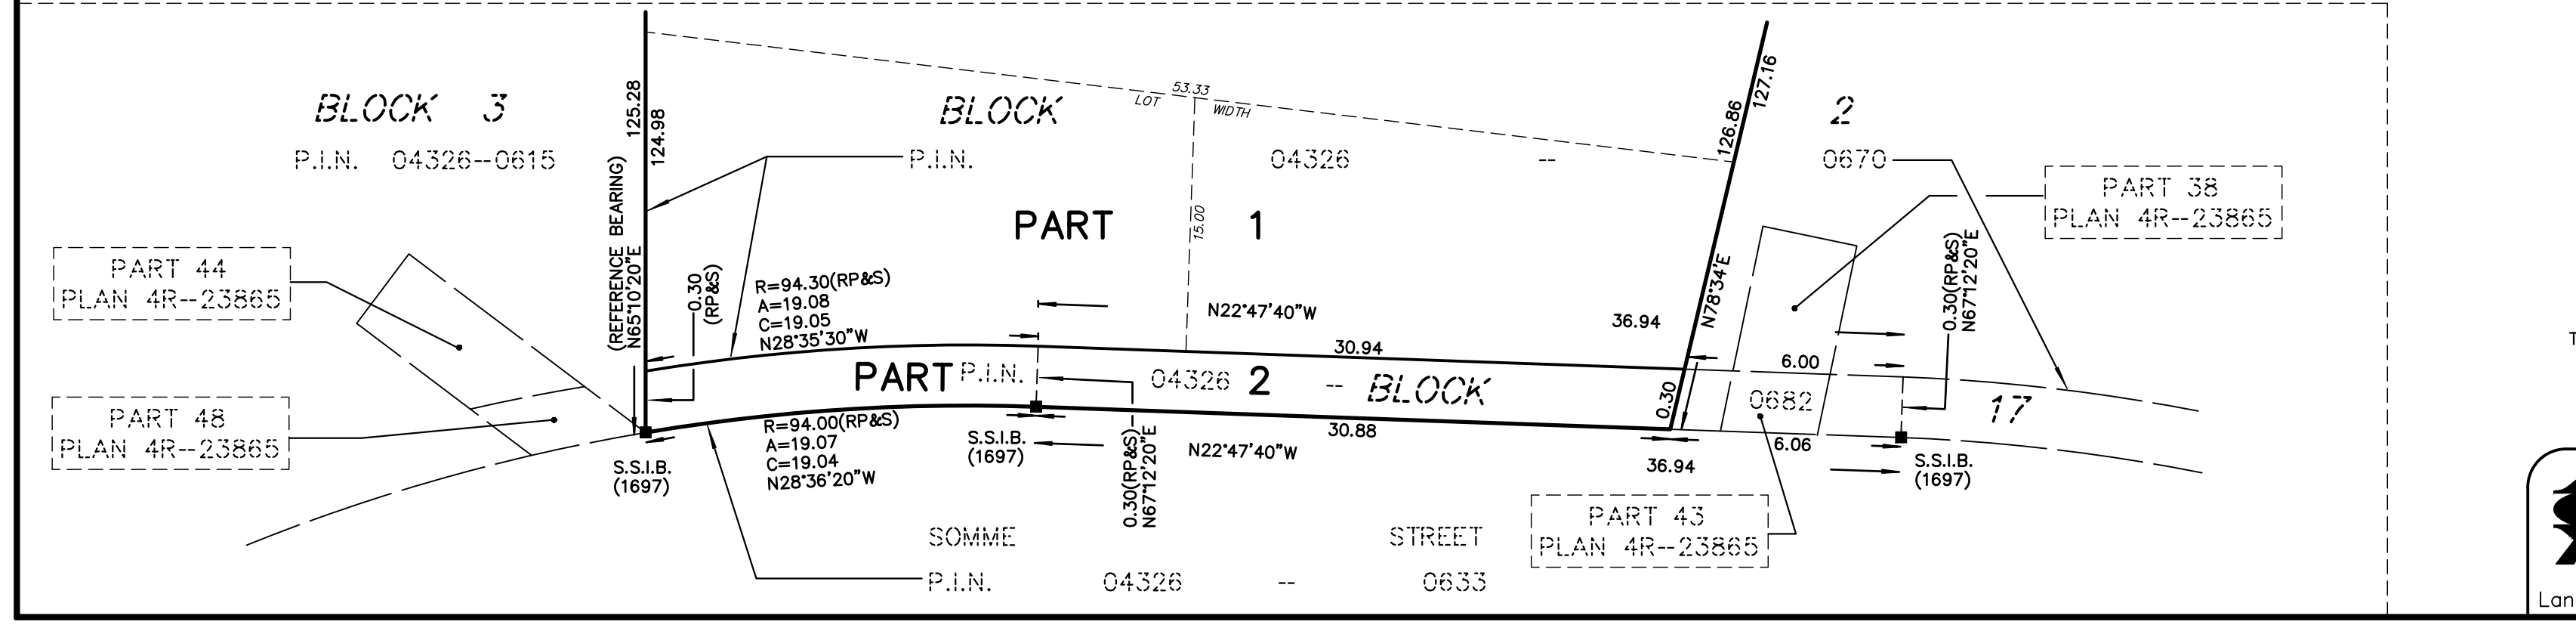 BLOCK 3
P.I.N. 04326--0615
125.28
124.98
(REFERENCE BEARING)
N65°10'20"E
BLOCK 2
P.I.N. 04326 -- 0670
53.33
LOT WIDTH
15.00
126.86
127.16
N78°34'E
PART 38
PLAN 4R--23865
PART 1
PART 44
PLAN 4R--23865
0.30
(RP&S)
R=94.30(RP&S)
A=19.08
C=19.05
N28°35'30"W
N22°47'40"W
36.94
30.94
0.30(RP&S)
N67°12'20"E
6.00
PART 2
P.I.N. 04326 -- 0682
BLOCK 17
0.30
PART 48
PLAN 4R--23865
R=94.00(RP&S)
A=19.07
C=19.04
N28°36'20"W
30.88
6.06
S.S.I.B.
(1697)
S.S.I.B.
(1697)
0.30(RP&S)
N67°12'20"E
N22°47'40"W
36.94
S.S.I.B.
(1697)
PART 43
PLAN 4R--23865
SOMME STREET
P.I.N. 04326 -- 0633
T
Lan